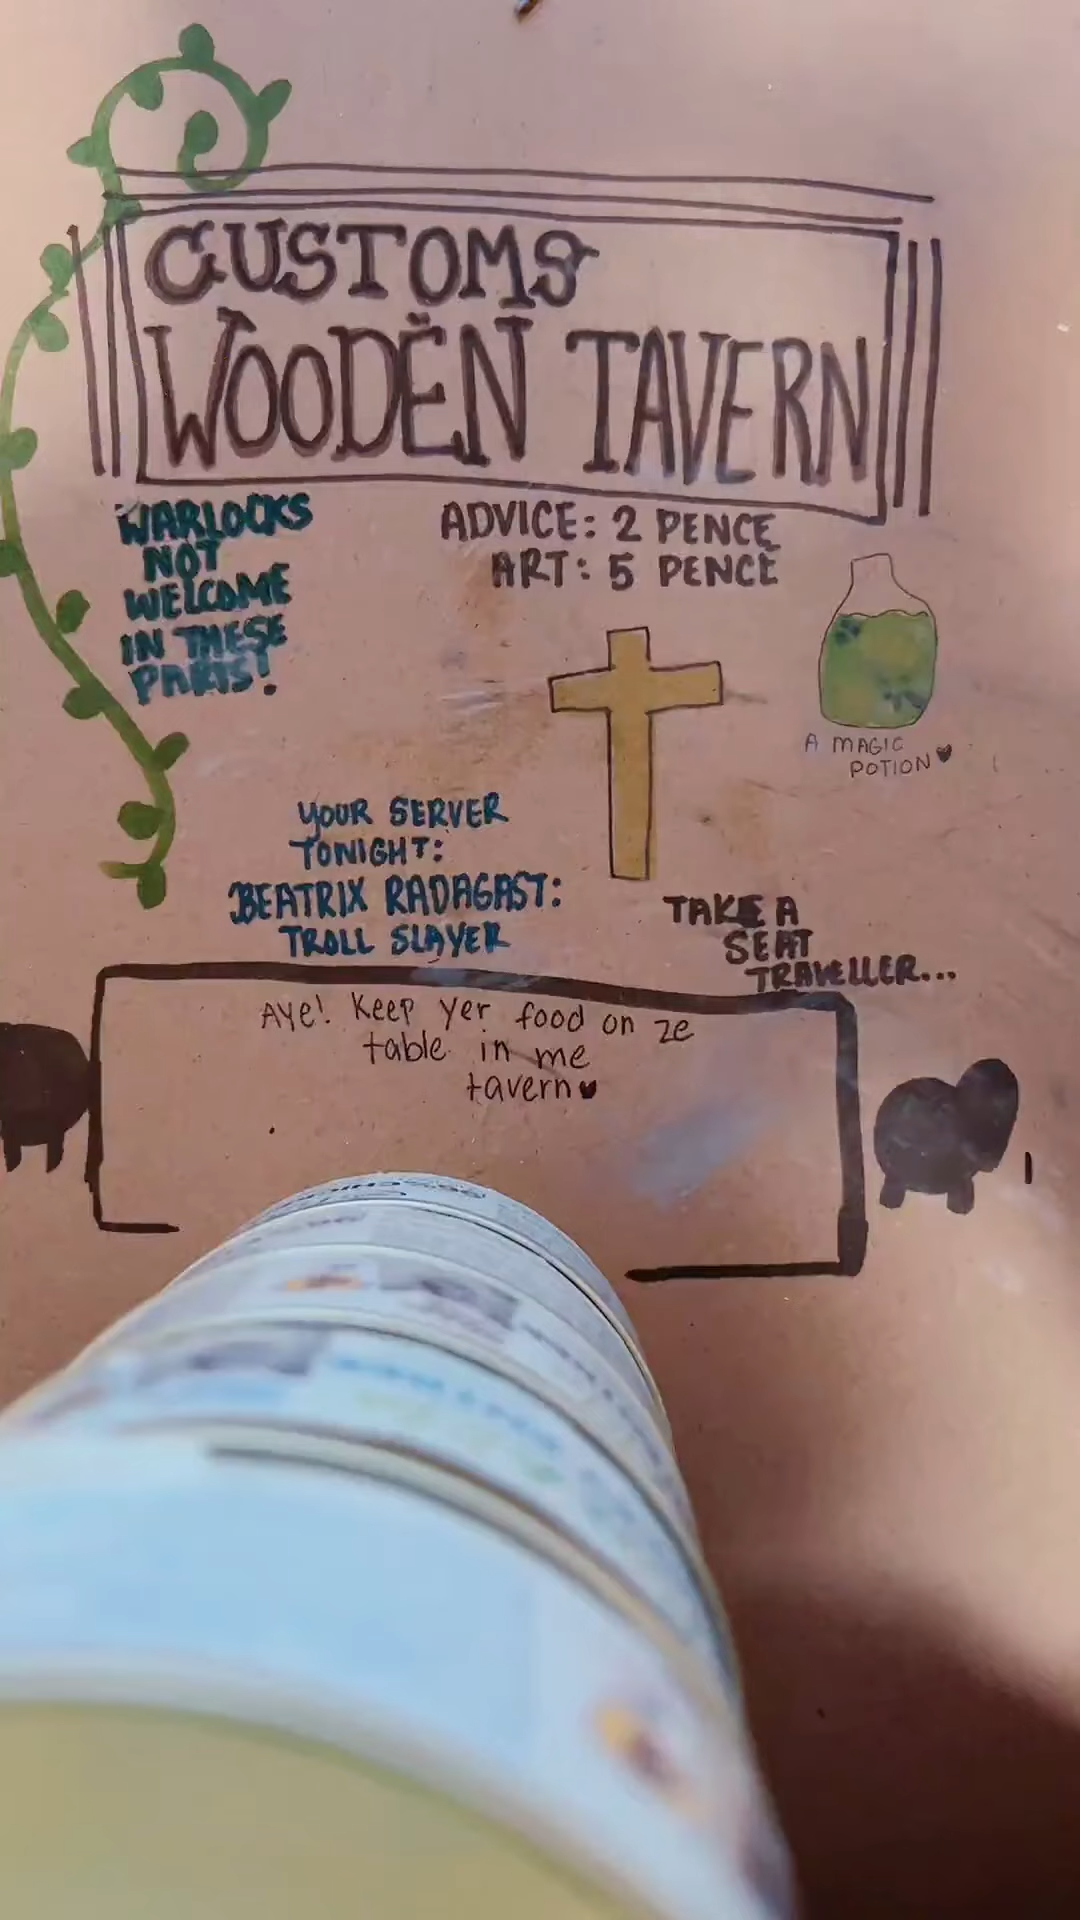 CUSTOMS
WOODËN TAVERN
WARLOCKS
NOT
WELCOME
IN THESE
PARTS!
ADVICE: 2 PENCE
ART: 5 PENCE
A MAGIC
POTION♥
YOUR SERVER
TONIGHT:
BEATRIX RADAGAST:
TROLL SLAYER
TAKE A
SEAT
TRAVELLER...
Aye! Keep yer food on ze
table in me
tavern♥